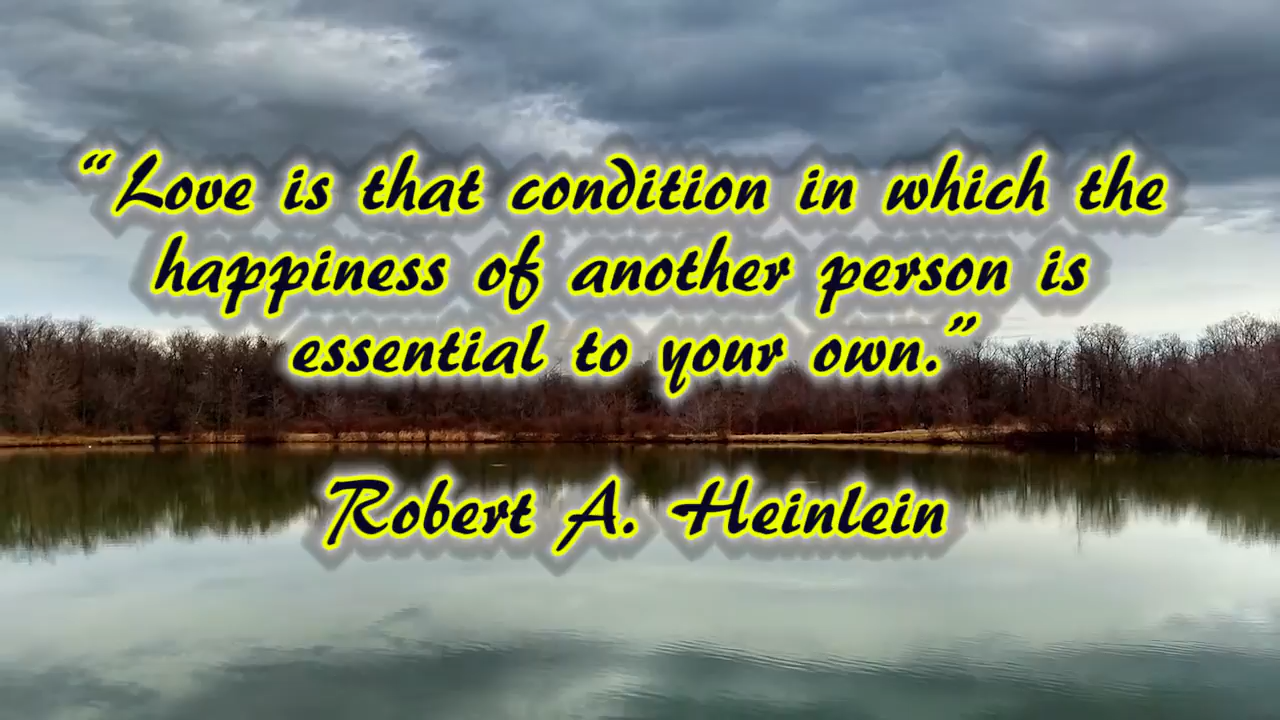 “Love is that condition in which the
happiness of another person is
essential to your own.”
Robert A. Heinlein